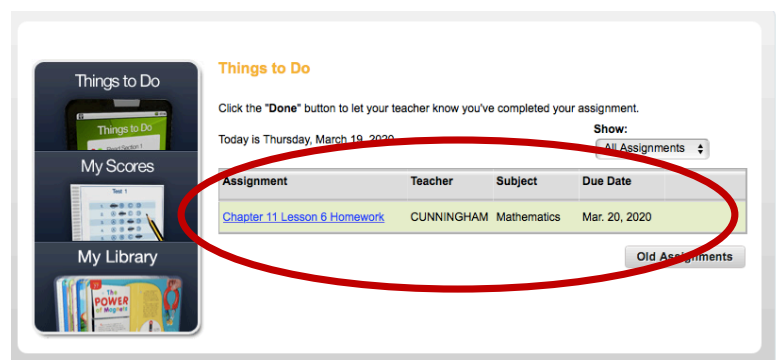 Things to Do
Things to Do
My Scores
Test 1
My Library
The
POWER
of Magnets
Things to Do
Click the "Done" button to let your teacher know you've completed your assignment.
Today is Thursday, March 19, 2020
Show:
All Assignments
Assignment Teacher Subject Due Date
Chapter 11 Lesson 6 Homework CUNNINGHAM Mathematics Mar. 20, 2020
Old Assignments